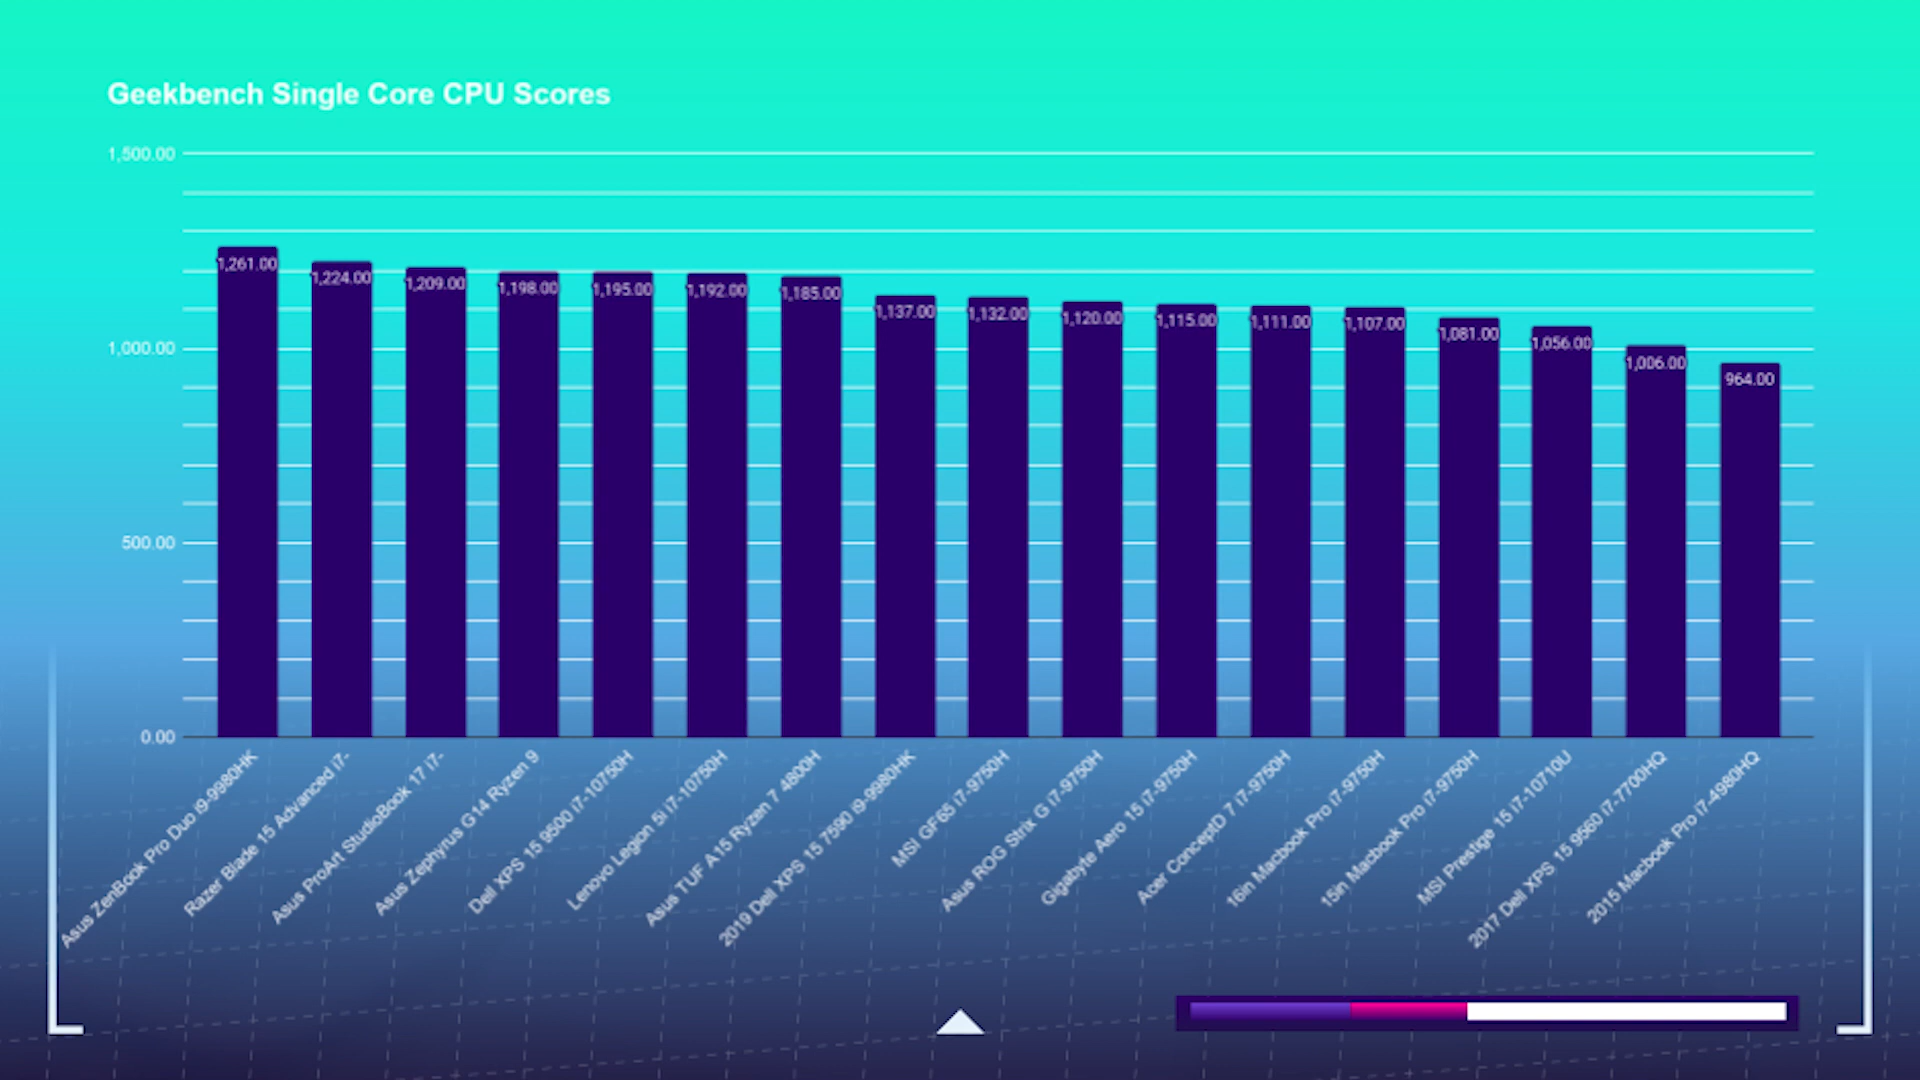 Geekbench Single Core CPU Scores
1,500.00
1,000.00
500.00
0.00
1,261.00
1,224.00
1,209.00
1,198.00
1,195.00
1,192.00
1,185.00
1,137.00
1,132.00
1,120.00
1,115.00
1,111.00
1,107.00
1,081.00
1,056.00
1,006.00
964.00
Asus ZenBook Pro Duo i9-9980HK
Razer Blade 15 Advanced i7-
Asus ProArt StudioBook 17 i7-
Asus Zephyrus G14 Ryzen 9
Dell XPS 15 9500 i7-10750H
Lenovo Legion 5i i7-10750H
Asus TUF A15 Ryzen 7 4800H
2019 Dell XPS 15 7590 i9-9980HK
MSI GF65 i7-9750H
Asus ROG Strix G i7-9750H
Gigabyte Aero 15 i7-9750H
Acer ConceptD 7 i7-9750H
16in Macbook Pro i7-9750H
15in Macbook Pro i7-9750H
MSI Prestige 15 i7-10710U
2017 Dell XPS 15 9560 i7-7700HQ
2015 Macbook Pro i7-4980HQ